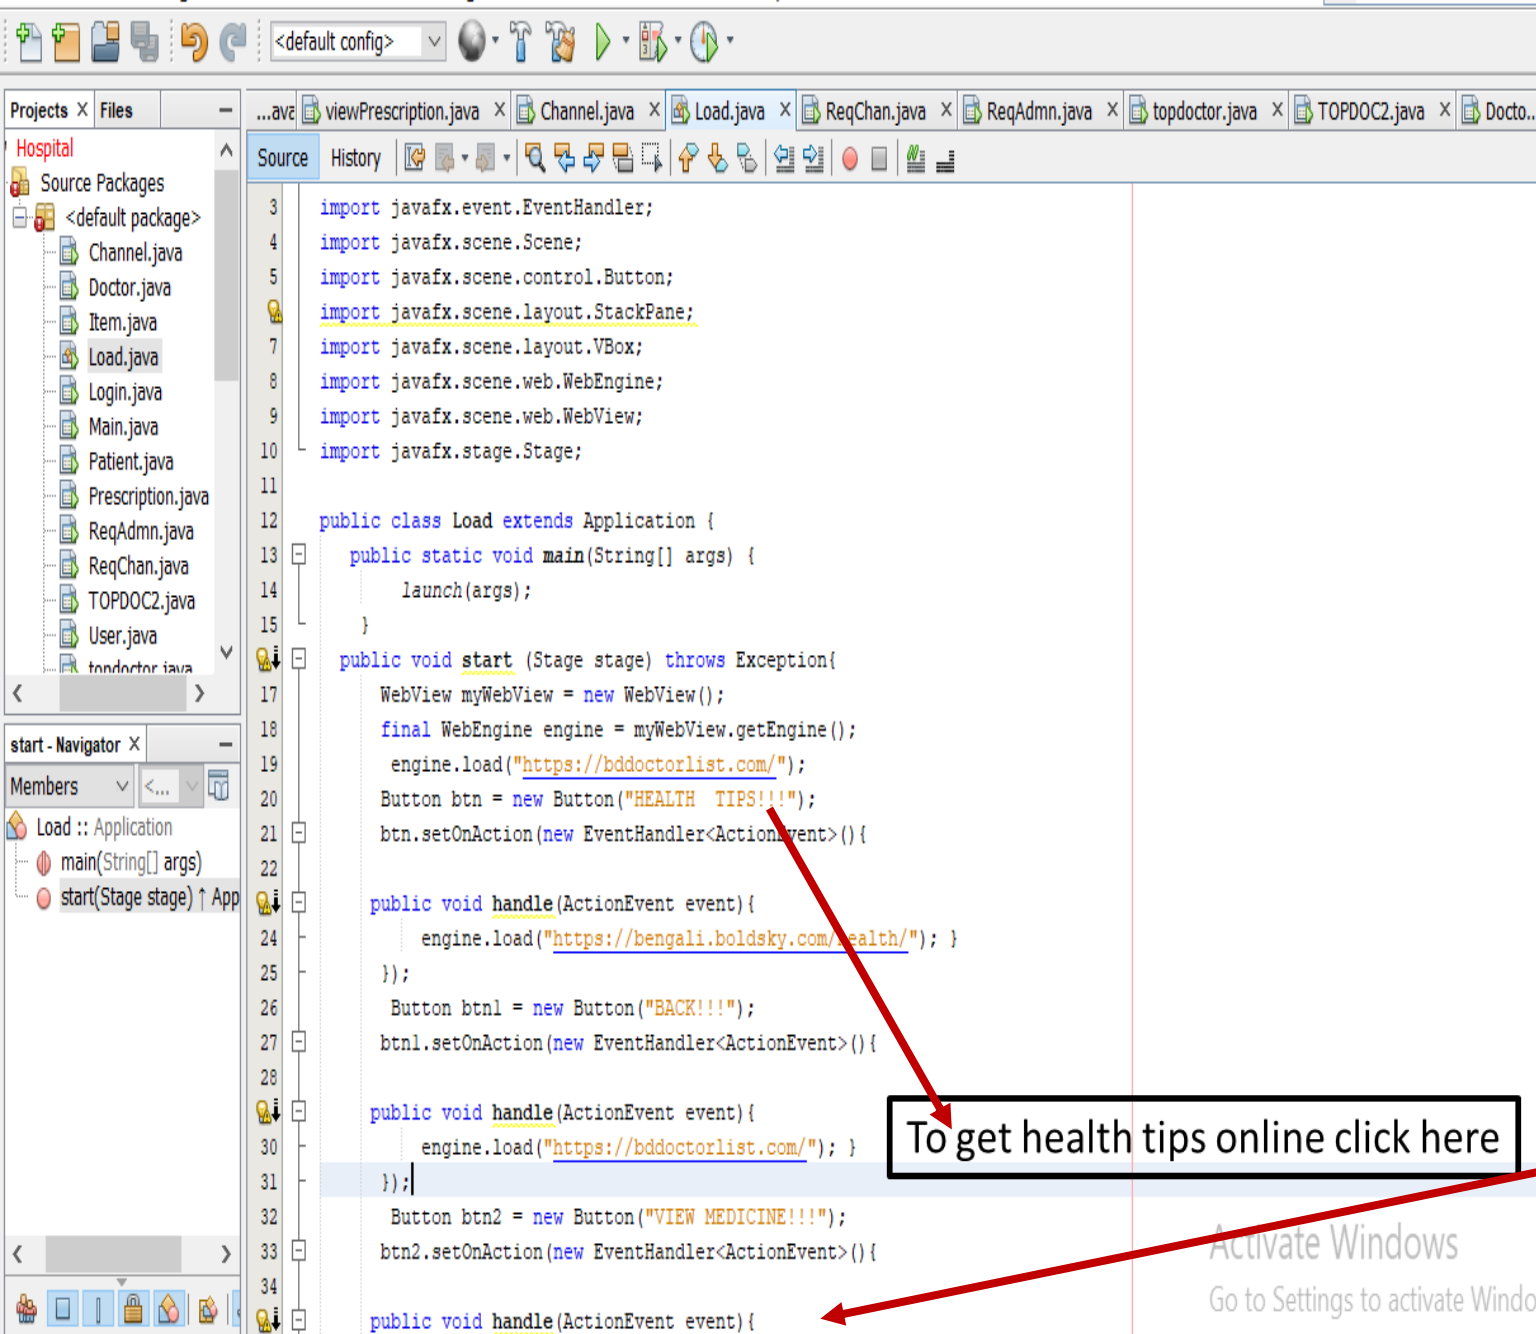 <default config>
Projects X Files
...ava viewPrescription.java X Channel.java X Load.java X ReqChan.java X ReqAdmn.java X topdoctor.java X TOPDOC2.java X Docto...
Source History
Hospital
Source Packages
<default package>
Channel.java
Doctor.java
Item.java
Load.java
Login.java
Main.java
Patient.java
Prescription.java
ReqAdmn.java
ReqChan.java
TOPDOC2.java
User.java
topdoctor.java
start - Navigator X
Members <...
Load :: Application
main(String[] args)
start(Stage stage) ↑ App
3 import javafx.event.EventHandler;
4 import javafx.scene.Scene;
5 import javafx.scene.control.Button;
import javafx.scene.layout.StackPane;
7 import javafx.scene.layout.VBox;
8 import javafx.scene.web.WebEngine;
9 import javafx.scene.web.WebView;
10 import javafx.stage.Stage;
11
12 public class Load extends Application {
13 public static void main(String[] args) {
14 launch(args);
15 }
public void start (Stage stage) throws Exception{
17 WebView myWebView = new WebView();
18 final WebEngine engine = myWebView.getEngine();
19 engine.load("https://bddoctorlist.com/");
20 Button btn = new Button("HEALTH  TIPS!!!");
21 btn.setOnAction(new EventHandler<ActionEvent>(){
22
public void handle(ActionEvent event){
24 engine.load("https://bengali.boldsky.com/health/"); }
25 });
26 Button btn1 = new Button("BACK!!!");
27 btn1.setOnAction(new EventHandler<ActionEvent>(){
28
public void handle(ActionEvent event){
30 engine.load("https://bddoctorlist.com/"); }
31 });
32 Button btn2 = new Button("VIEW MEDICINE!!!");
33 btn2.setOnAction(new EventHandler<ActionEvent>(){
34
public void handle(ActionEvent event){
To get health tips online click here
Activate Windows
Go to Settings to activate Windo